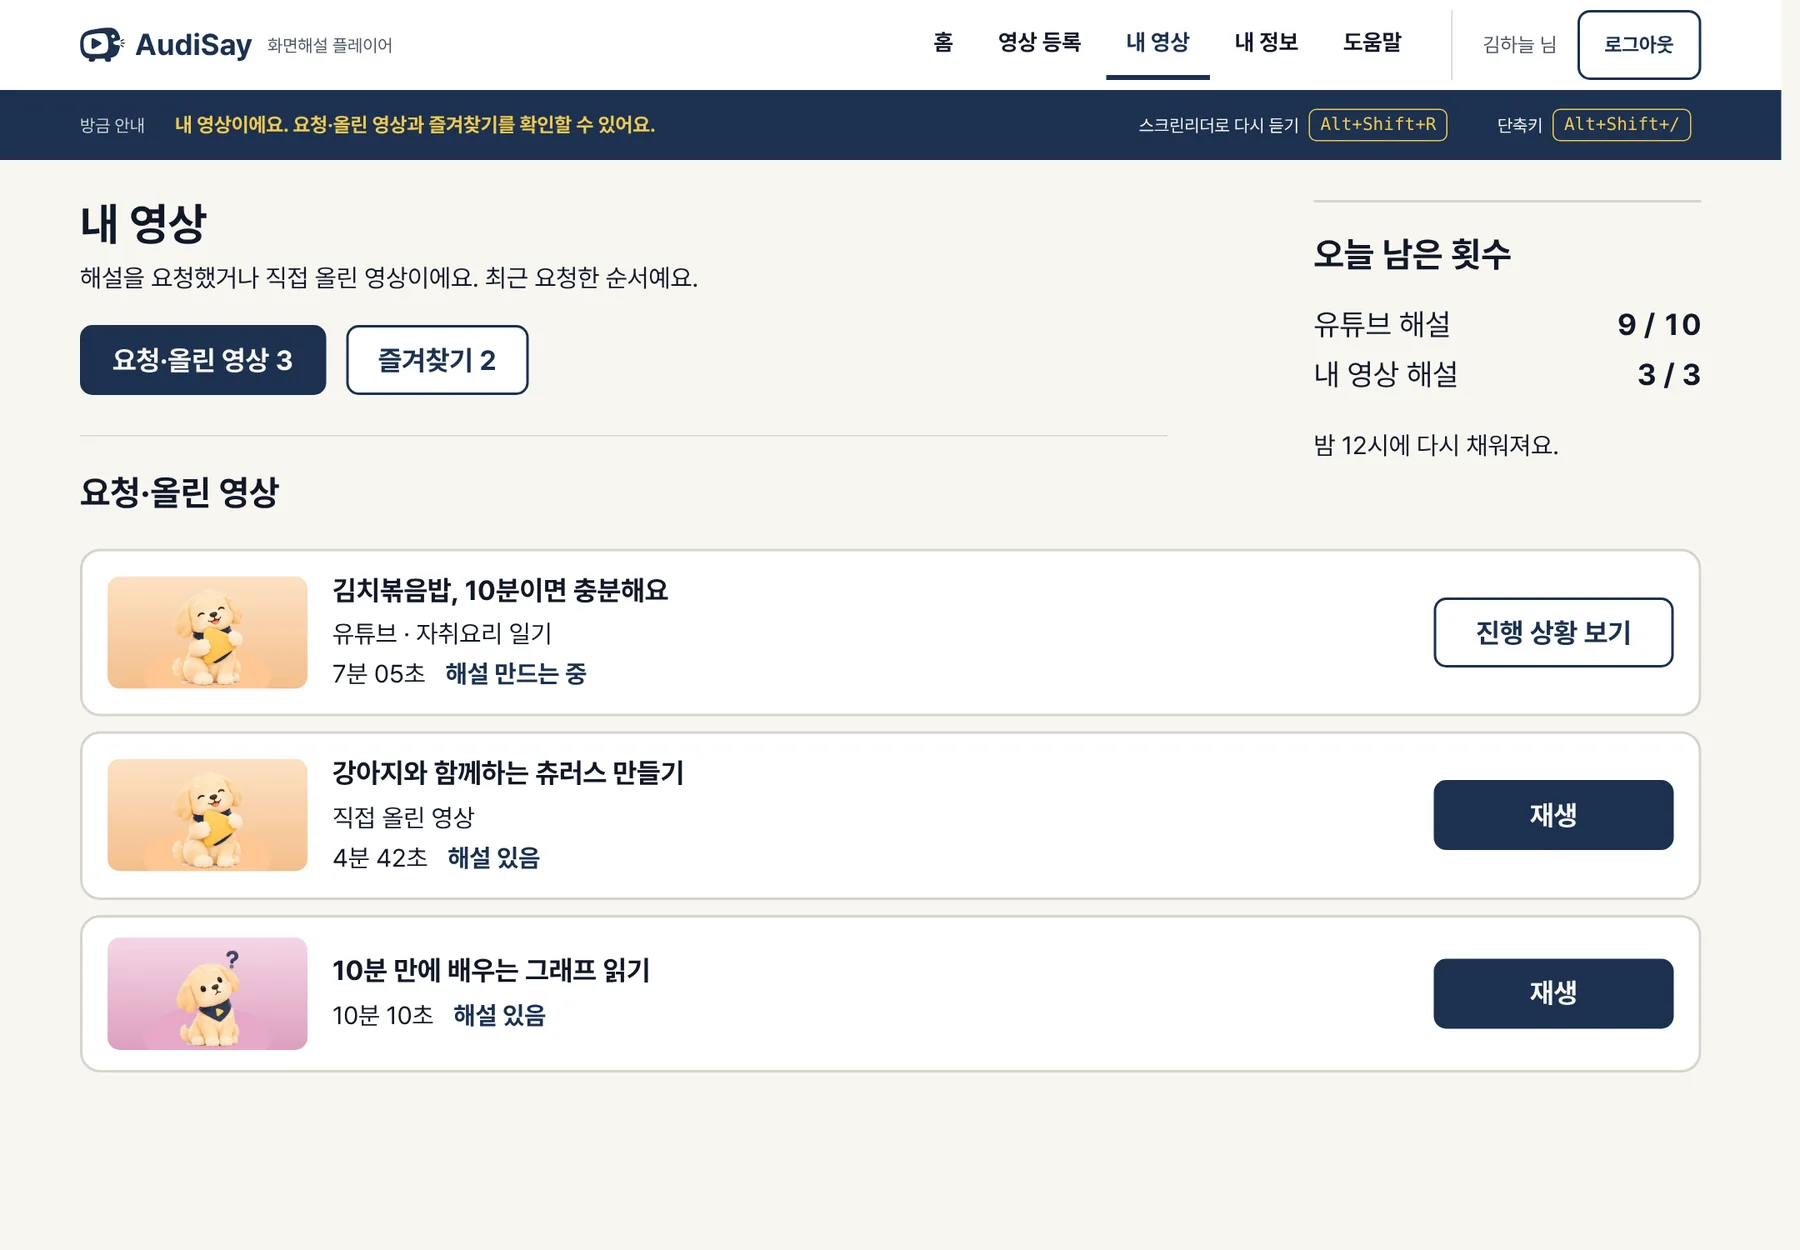 AudiSay 화면해설 플레이어
홈 영상 등록 내 영상 내 정보 도움말 김하늘 님 로그아웃
방금 안내 내 영상이에요. 요청·올린 영상과 즐겨찾기를 확인할 수 있어요.
스크린리더로 다시 듣기 Alt+Shift+R 단축키 Alt+Shift+/
내 영상
해설을 요청했거나 직접 올린 영상이에요. 최근 요청한 순서예요.
요청·올린 영상 3 즐겨찾기 2
오늘 남은 횟수
유튜브 해설 9 / 10
내 영상 해설 3 / 3
밤 12시에 다시 채워져요.
요청·올린 영상
김치볶음밥, 10분이면 충분해요
유튜브 · 자취요리 일기
7분 05초 해설 만드는 중
진행 상황 보기
강아지와 함께하는 츄러스 만들기
직접 올린 영상
4분 42초 해설 있음
재생
?
10분 만에 배우는 그래프 읽기
10분 10초 해설 있음
재생